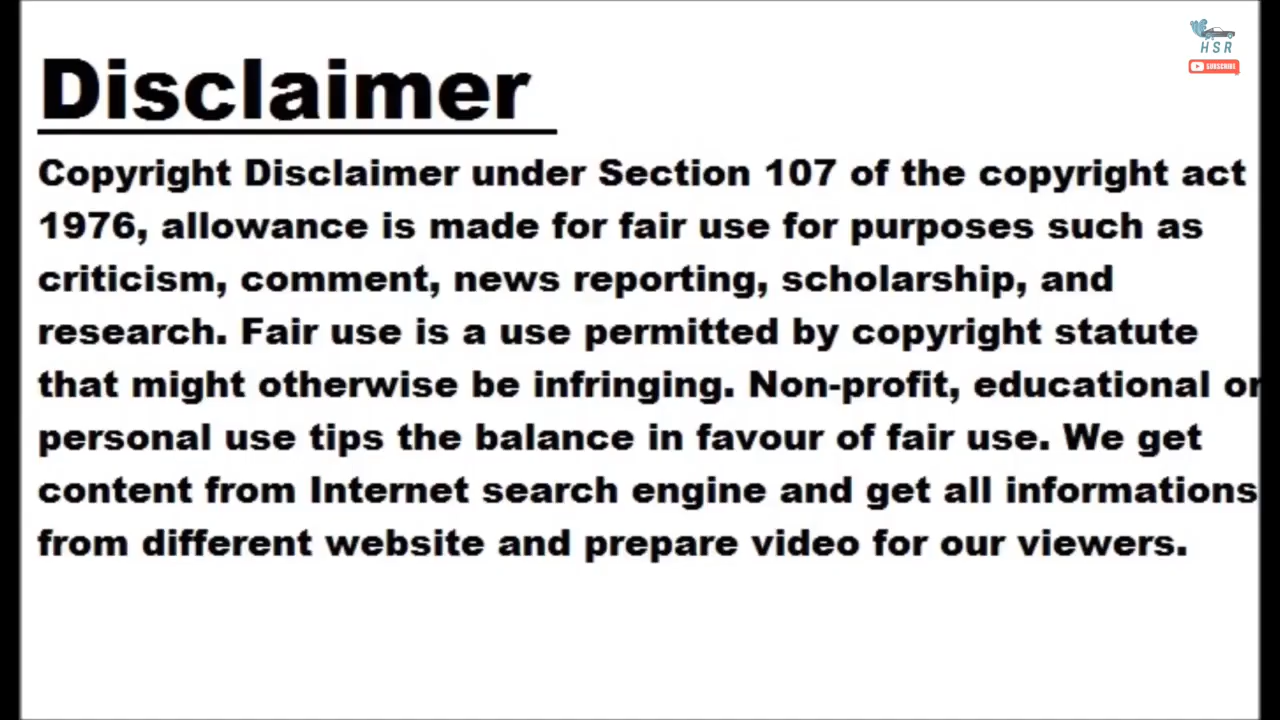 HSR
SUBSCRIBE
Disclaimer
Copyright Disclaimer under Section 107 of the copyright act
1976, allowance is made for fair use for purposes such as
criticism, comment, news reporting, scholarship, and
research. Fair use is a use permitted by copyright statute
that might otherwise be infringing. Non-profit, educational or
personal use tips the balance in favour of fair use. We get
content from Internet search engine and get all informations
from different website and prepare video for our viewers.